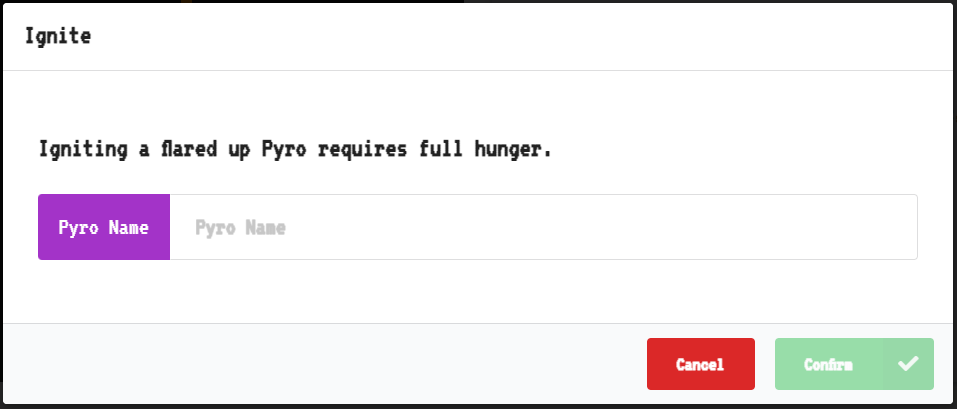 Ignite
Igniting a flared up Pyro requires full hunger.
Pyro Name Pyro Name
Cancel Confirm